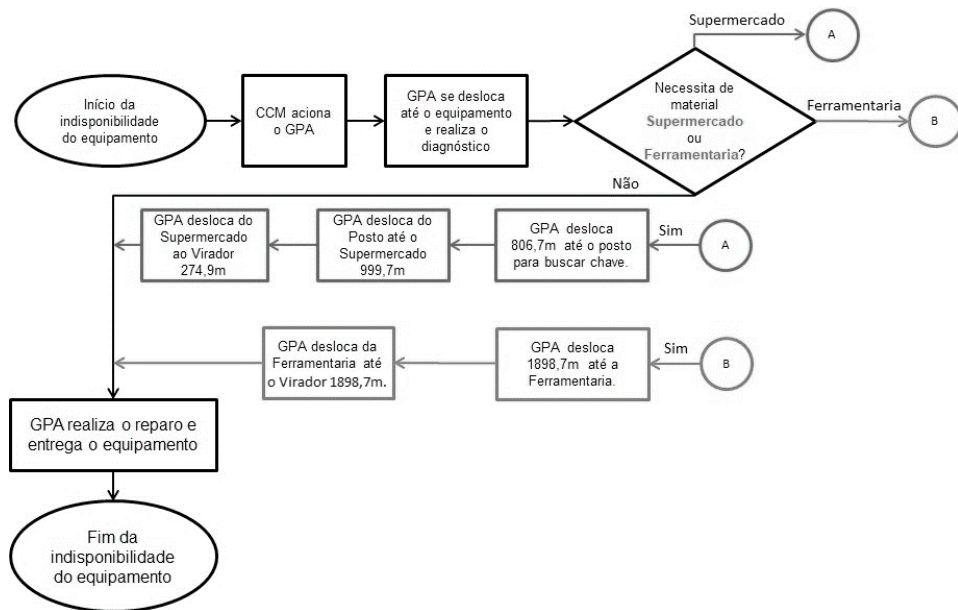 Supermercado
A
Início da
indisponibilidade
do equipamento
CCM aciona
o GPA
GPA se desloca
até o equipamento
e realiza o
diagnóstico
Necessita de
material
Supermercado
ou
Ferramentaria?
Ferramentaria
B
Não
GPA desloca do
Supermercado
ao Virador
274,9m
GPA desloca do
Posto até o
Supermercado
999,7m
GPA desloca
806,7m até o posto
para buscar chave.
Sim
A
GPA desloca da
Ferramentaria até
o Virador 1898,7m.
GPA desloca
1898,7m até a
Ferramentaria.
Sim
B
GPA realiza o reparo e
entrega o equipamento
Fim da
indisponibilidade
do equipamento